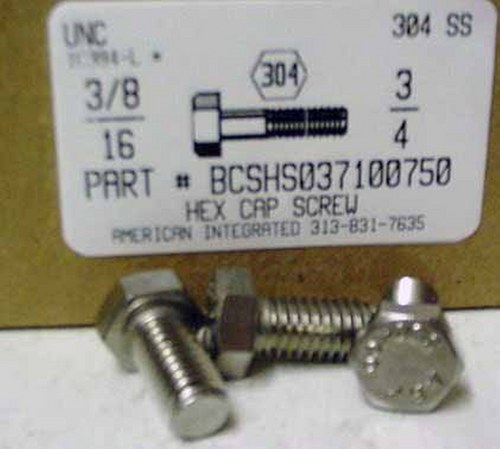 UNC
304 SS
3/8
16
304
3
4
PART # BCSHS037100750
HEX CAP SCREW
AMERICAN INTEGRATED 313-831-7635